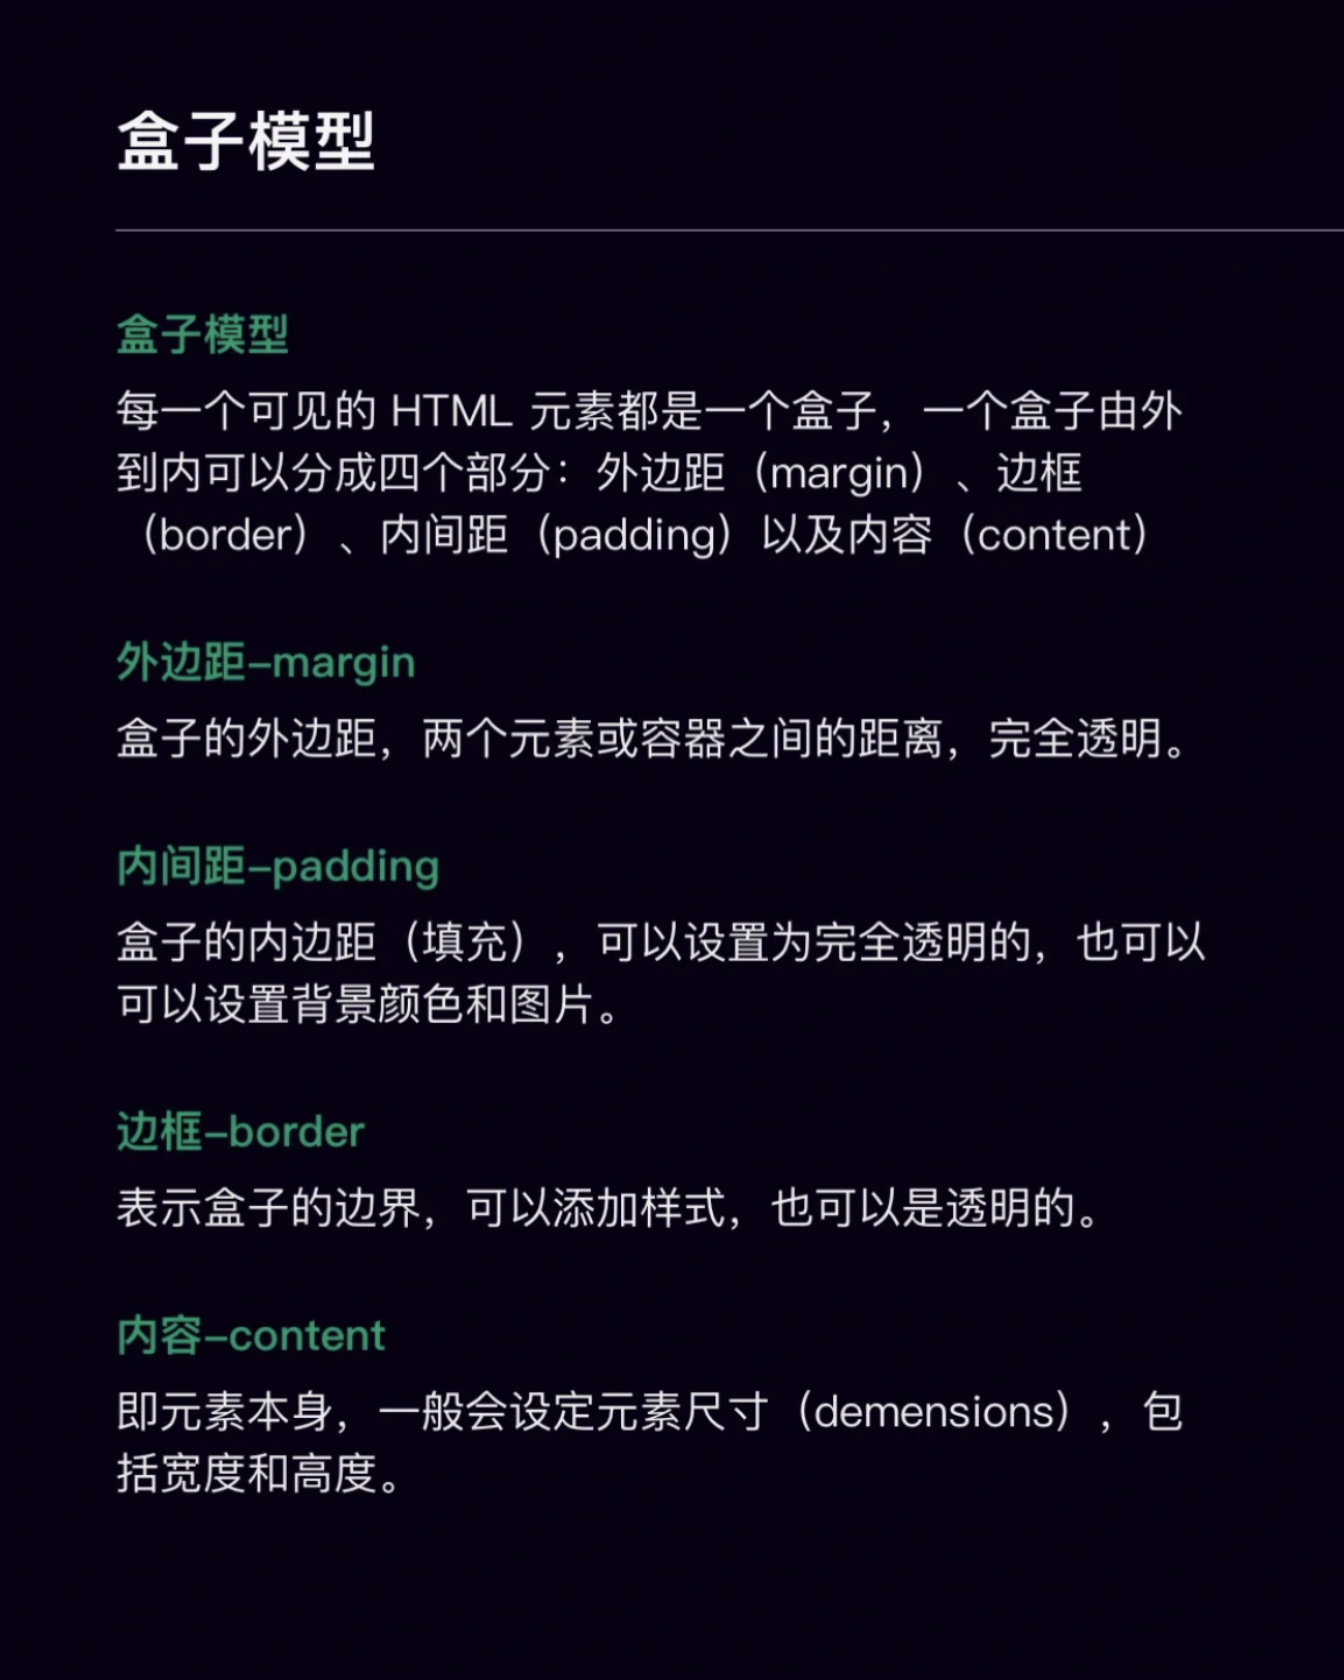 盒子模型
盒子模型
每一个可见的 HTML 元素都是一个盒子，一个盒子由外
到内可以分成四个部分：外边距（margin）、边框
（border）、内间距（padding）以及内容（content）
外边距-margin
盒子的外边距，两个元素或容器之间的距离，完全透明。
内间距-padding
盒子的内边距（填充），可以设置为完全透明的，也可以
可以设置背景颜色和图片。
边框-border
表示盒子的边界，可以添加样式，也可以是透明的。
内容-content
即元素本身，一般会设定元素尺寸（demensions），包
括宽度和高度。